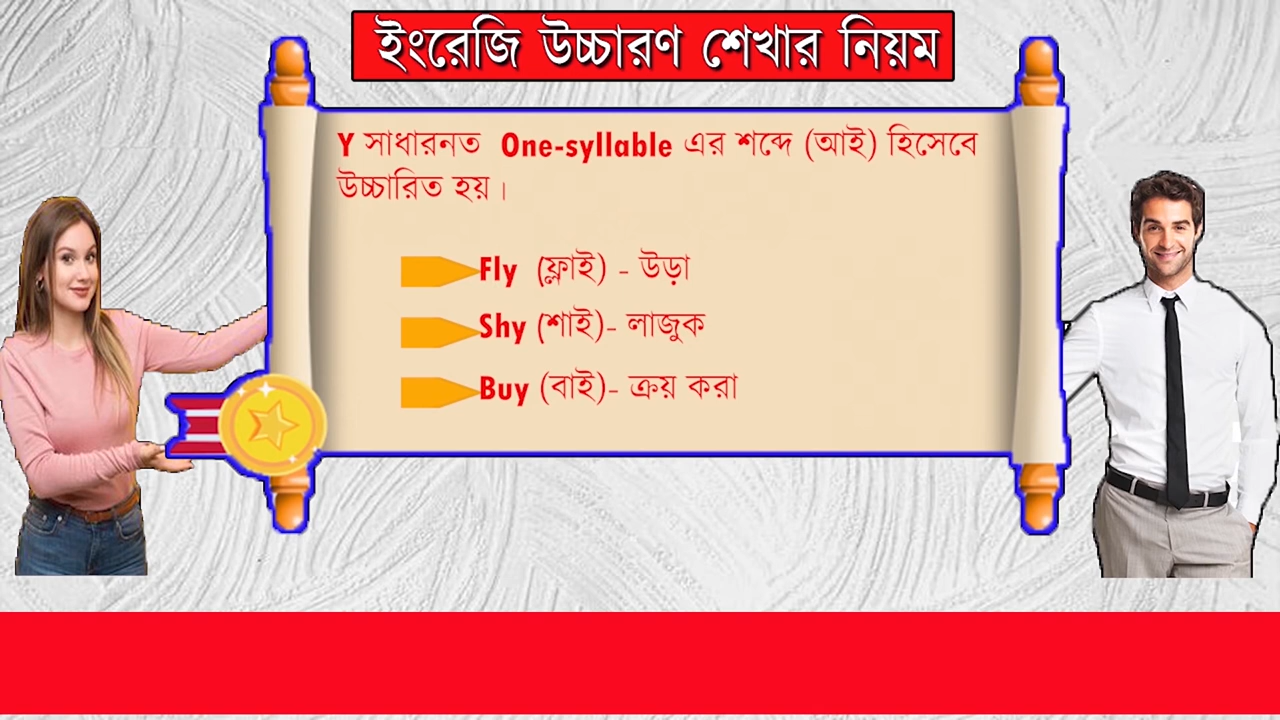 ইংরেজি উচ্চারণ শেখার নিয়ম
Y সাধারনত One-syllable এর শব্দে (আই) হিসেবে
উচ্চারিত হয়।
Fly (ফ্লাই) - উড়া
Shy (শাই)- লাজুক
Buy (বাই)- ক্রয় করা